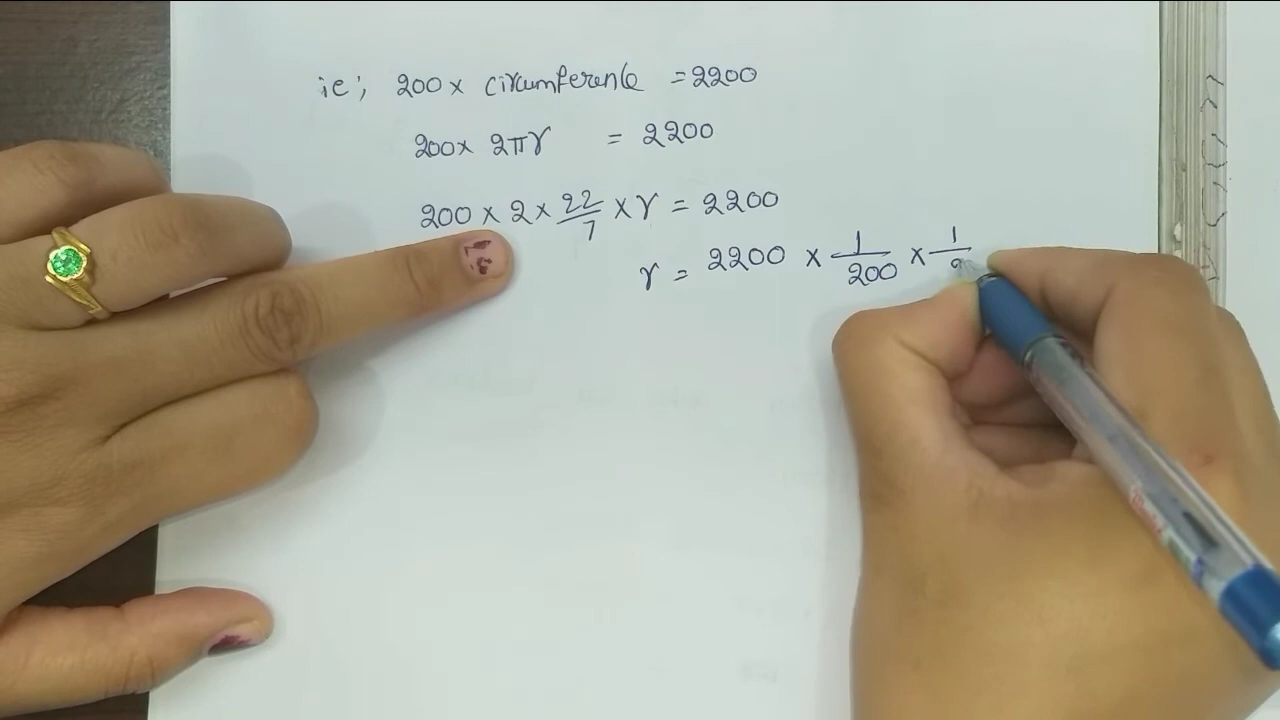 ie; 200 × circumference = 2200
200 × 2πr = 2200
200 × 2 × 22/7 × r = 2200
r = 2200 × 1/200 × 1/